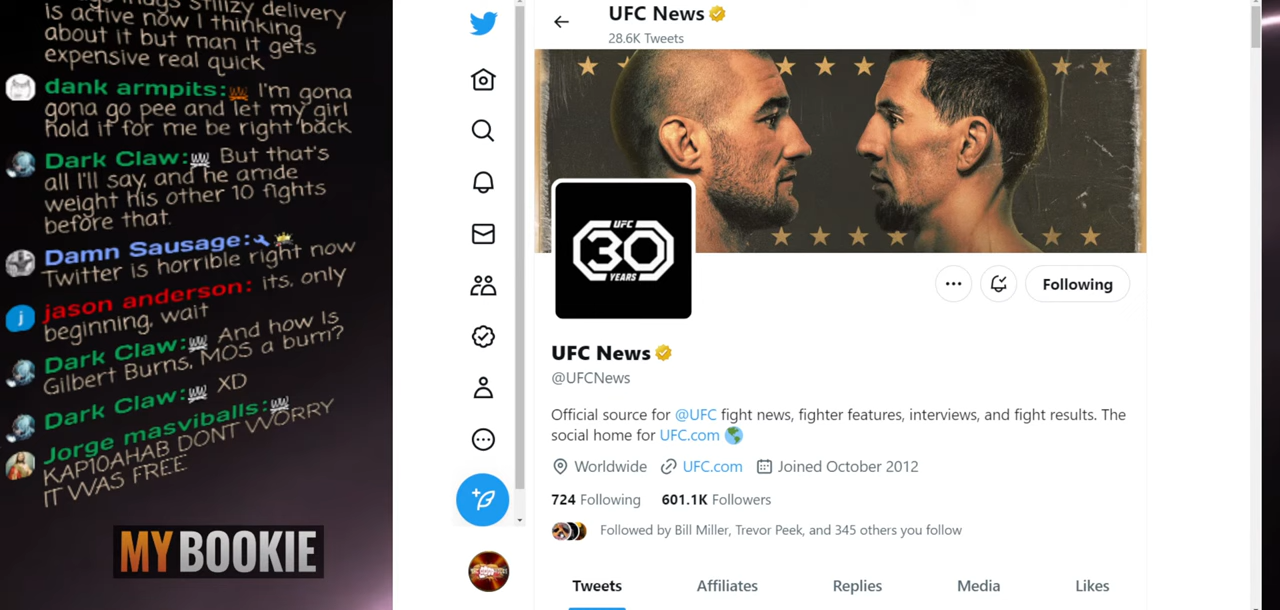 stiiizy delivery
is active now I thinking
about it but man it gets
expensive real quick
dank armpits: I'm gona
gona go pee and let my girl
hold it for me be right back
Dark Claw: But that's
all I'll say, and he amde
weight his other 10 fights
before that.
Damn Sausage:
Twitter is horrible right now
jason anderson: its, only
beginning, wait
Dark Claw: And how Is
Gilbert Burns, MOS a bum?
Dark Claw: XD
Jorge masviballs:
KAP10AHAB DONT WORRY
IT WAS FREE
MYBOOKIE
UFC News
28.6K Tweets
UFC
30
YEARS
Following
UFC News
@UFCNews
Official source for @UFC fight news, fighter features, interviews, and fight results. The
social home for UFC.com
Worldwide UFC.com Joined October 2012
724 Following 601.1K Followers
Followed by Bill Miller, Trevor Peek, and 345 others you follow
Tweets Affiliates Replies Media Likes